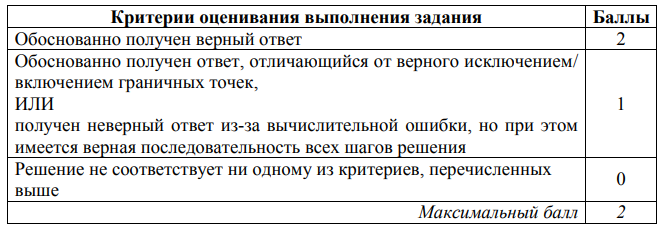 Критерии оценивания выполнения задания Баллы
Обоснованно получен верный ответ 2
Обоснованно получен ответ, отличающийся от верного исключением/
включением граничных точек,
ИЛИ
получен неверный ответ из-за вычислительной ошибки, но при этом
имеется верная последовательность всех шагов решения
1
Решение не соответствует ни одному из критериев, перечисленных
выше
0
Максимальный балл 2